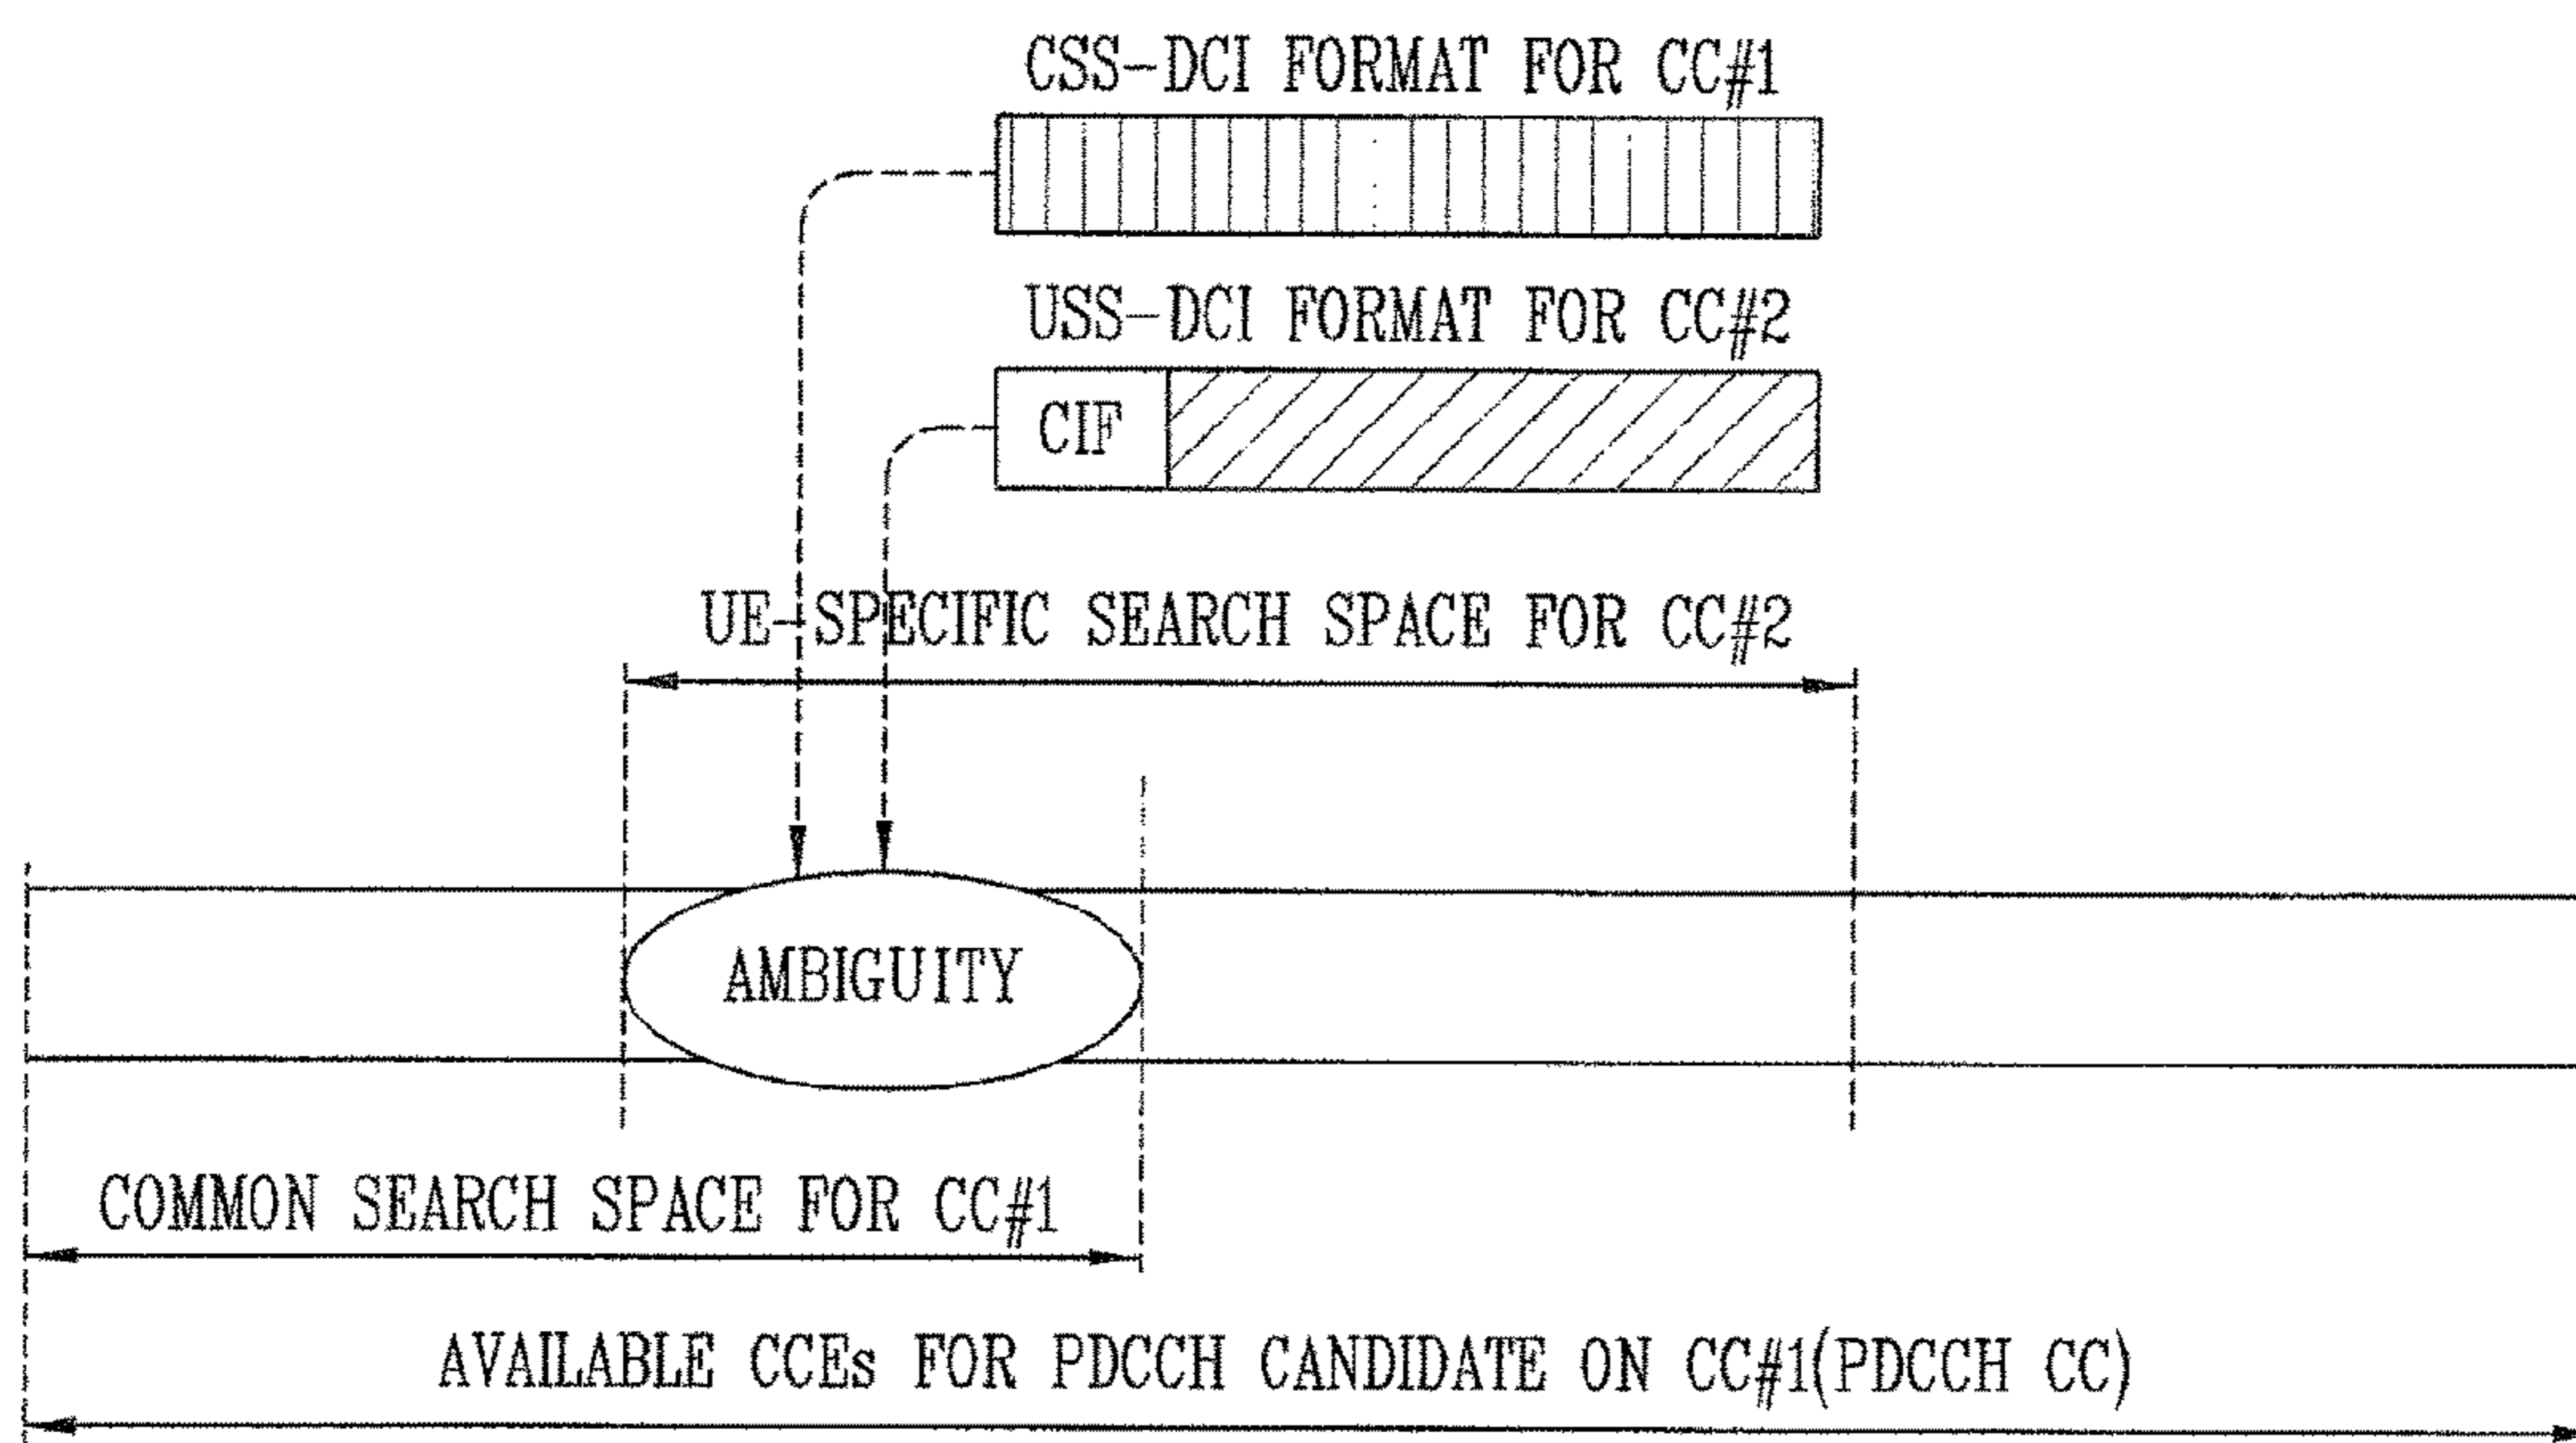 CSS-DCI FORMAT FOR CC#1
USS-DCI FORMAT FOR CC#2
CIF
UE-SPECIFIC SEARCH SPACE FOR CC#2
AMBIGUITY
COMMON SEARCH SPACE FOR CC#1
AVAILABLE CCEs FOR PDCCH CANDIDATE ON CC#1(PDCCH CC)